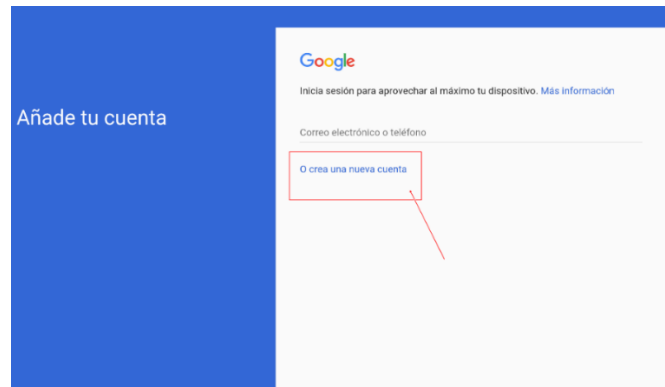 Google
Inicia sesión para aprovechar al máximo tu dispositivo. Más información
Añade tu cuenta
Correo electrónico o teléfono
O crea una nueva cuenta